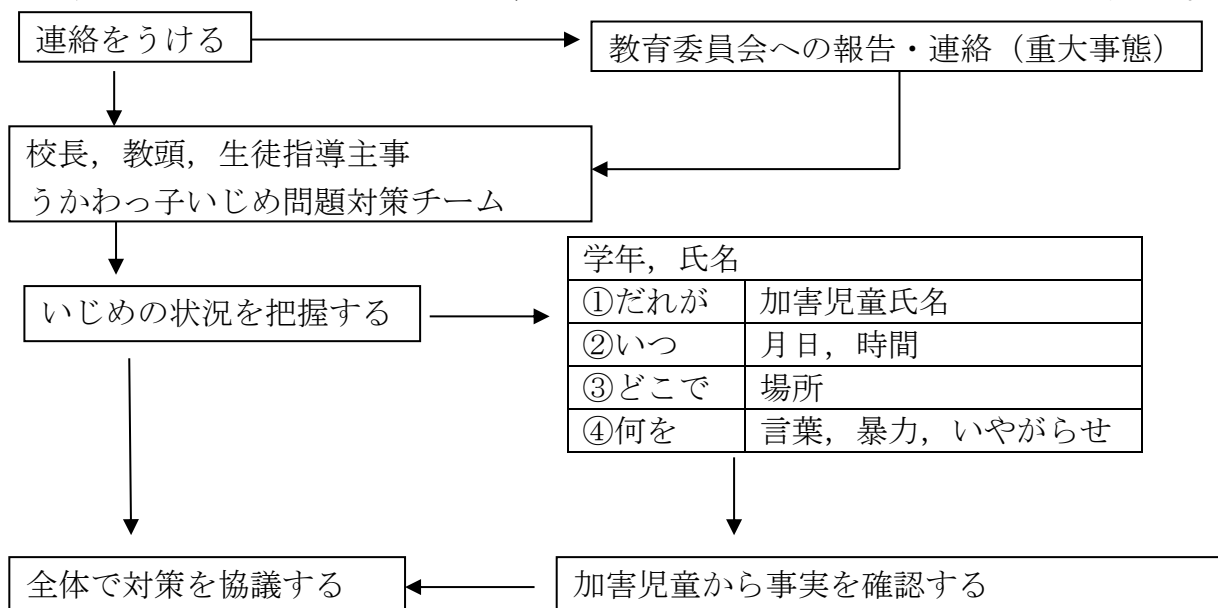 連絡をうける
教育委員会への報告・連絡（重大事態）
校長，教頭，生徒指導主事
うかわっ子いじめ問題対策チーム
いじめの状況を把握する
学年，氏名
①だれが 加害児童氏名
②いつ 月日，時間
③どこで 場所
④何を 言葉，暴力，いやがらせ
全体で対策を協議する
加害児童から事実を確認する